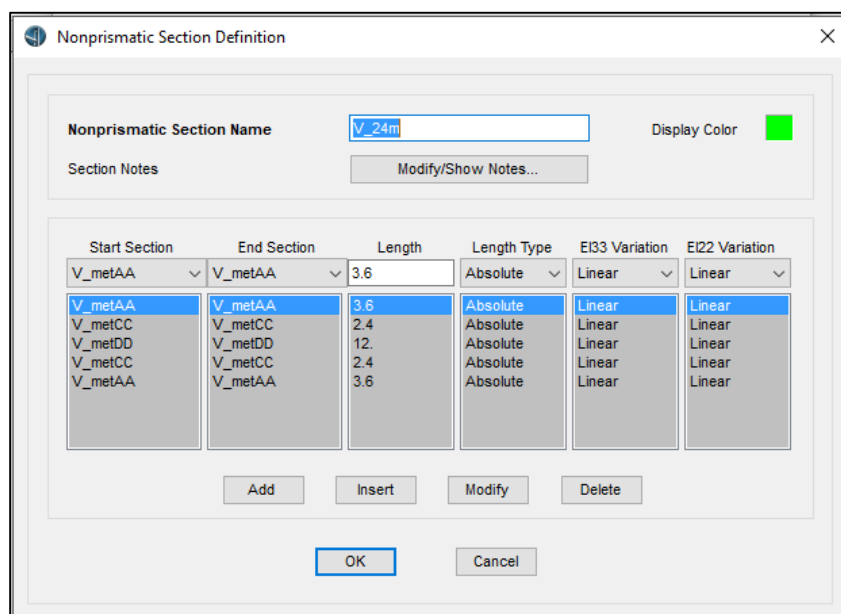 Nonprismatic Section Definition
Nonprismatic Section Name V_24m Display Color
Section Notes Modify/Show Notes...
Start Section End Section Length Length Type EI33 Variation EI22 Variation
V_metAA V_metAA 3.6 Absolute Linear Linear
V_metAA V_metAA 3.6 Absolute Linear Linear
V_metCC V_metCC 2.4 Absolute Linear Linear
V_metDD V_metDD 12. Absolute Linear Linear
V_metCC V_metCC 2.4 Absolute Linear Linear
V_metAA V_metAA 3.6 Absolute Linear Linear
Add Insert Modify Delete
OK Cancel